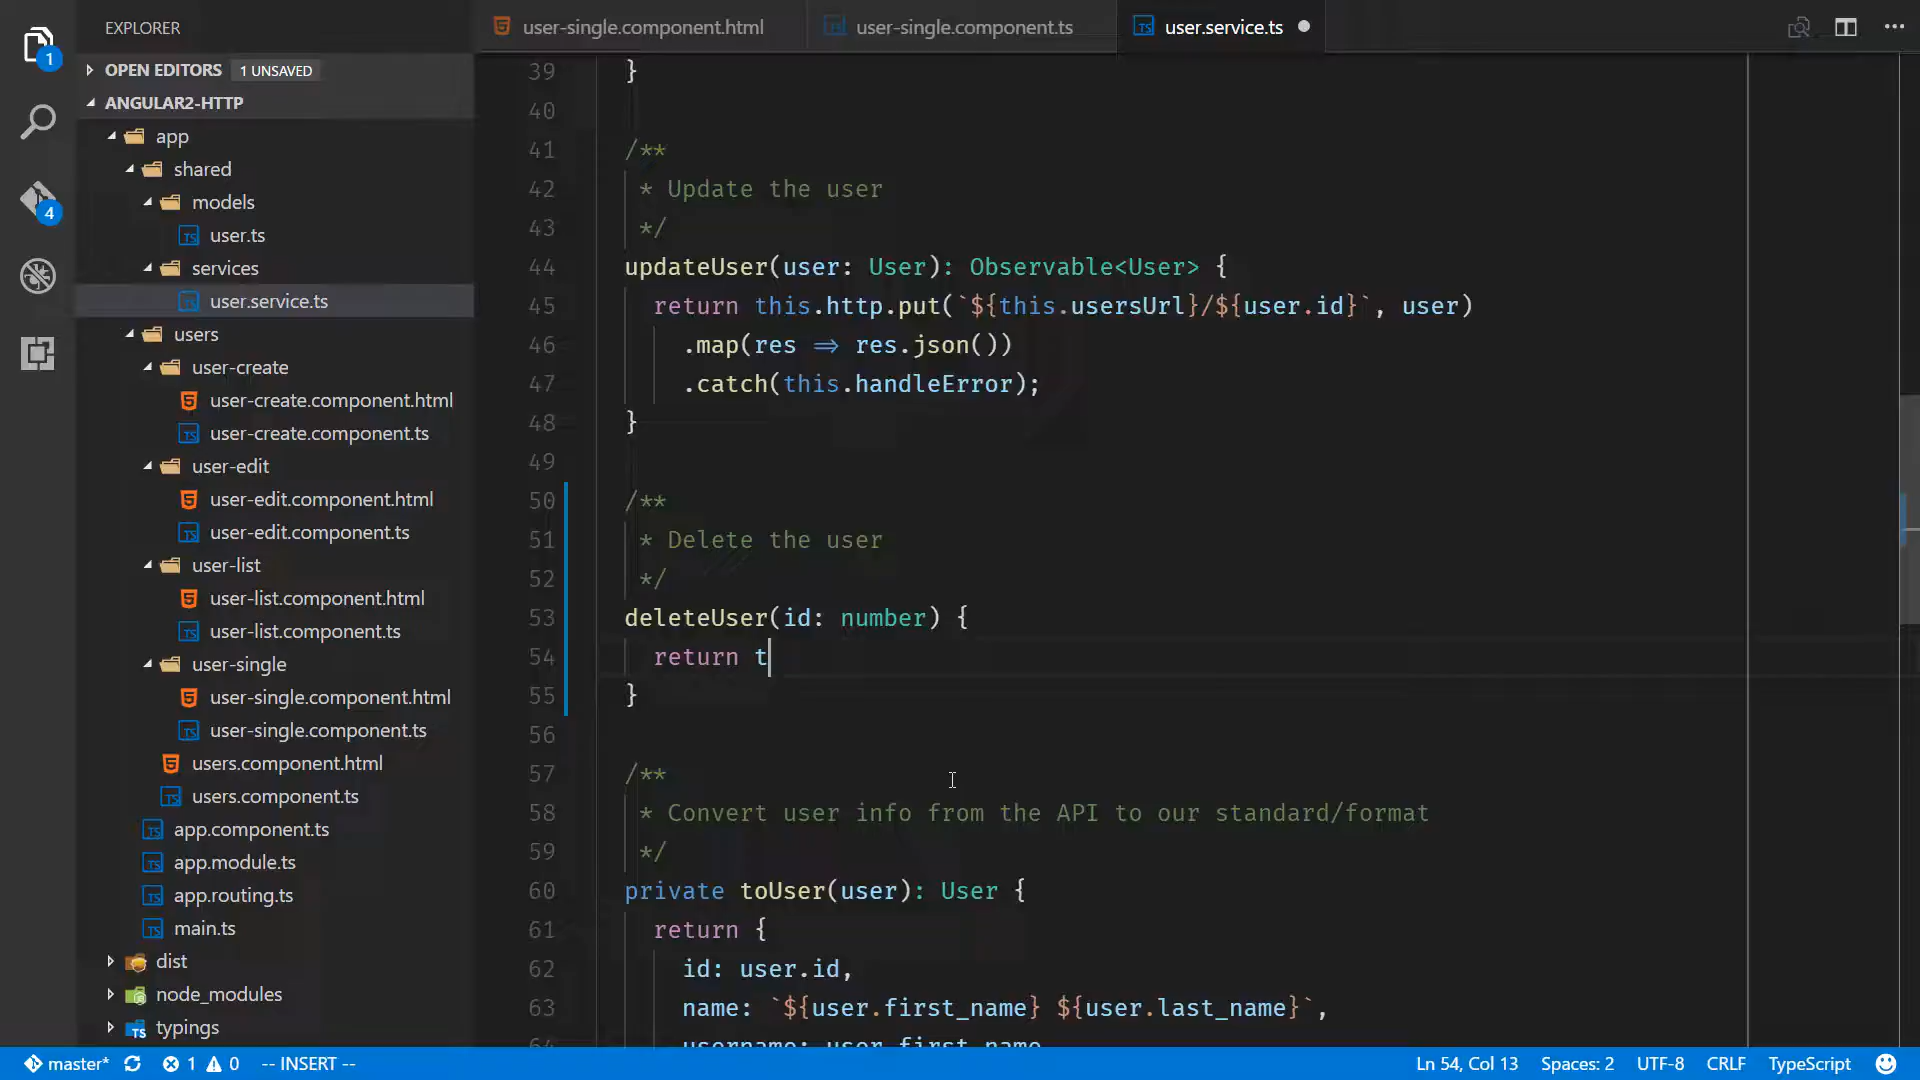 EXPLORER
OPEN EDITORS 1 UNSAVED
ANGULAR2-HTTP
app
shared
models
user.ts
services
user.service.ts
users
user-create
user-create.component.html
user-create.component.ts
user-edit
user-edit.component.html
user-edit.component.ts
user-list
user-list.component.html
user-list.component.ts
user-single
user-single.component.html
user-single.component.ts
users.component.html
users.component.ts
app.component.ts
app.module.ts
app.routing.ts
main.ts
dist
node_modules
typings
1
4
user-single.component.html user-single.component.ts user.service.ts
39 }
40
41 /**
42 * Update the user
43 */
44 updateUser(user: User): Observable<User> {
45 return this.http.put(`${this.usersUrl}/${user.id}`, user)
46 .map(res => res.json())
47 .catch(this.handleError);
48 }
49
50 /**
51 * Delete the user
52 */
53 deleteUser(id: number) {
54 return t
55 }
56
57 /**
58 * Convert user info from the API to our standard/format
59 */
60 private toUser(user): User {
61 return {
62 id: user.id,
63 name: `${user.first_name} ${user.last_name}`,
64 username: user.first_name
master* 1 0 -- INSERT -- Ln 54, Col 13 Spaces: 2 UTF-8 CRLF TypeScript